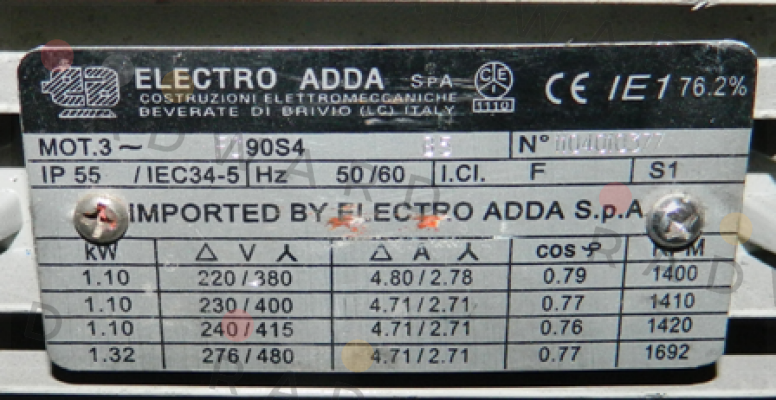 ELECTRO ADDA SPA
COSTRUZIONI ELETTROMECCANICHE
BEVERATE DI BRIVIO (LC) ITALY
CE IE1 76.2%
1110
MOT.3~ 90S4 N°
IP 55 / IEC34-5 Hz 50/60 I.Cl. F S1
IMPORTED BY ELECTRO ADDA S.p.A
kW Δ V ⅄ Δ A ⅄ cos φ RPM
1.10 220/380 4.80/2.78 0.79 1400
1.10 230/400 4.71/2.71 0.77 1410
1.10 240/415 4.71/2.71 0.76 1420
1.32 276/480 4.71/2.71 0.77 1692